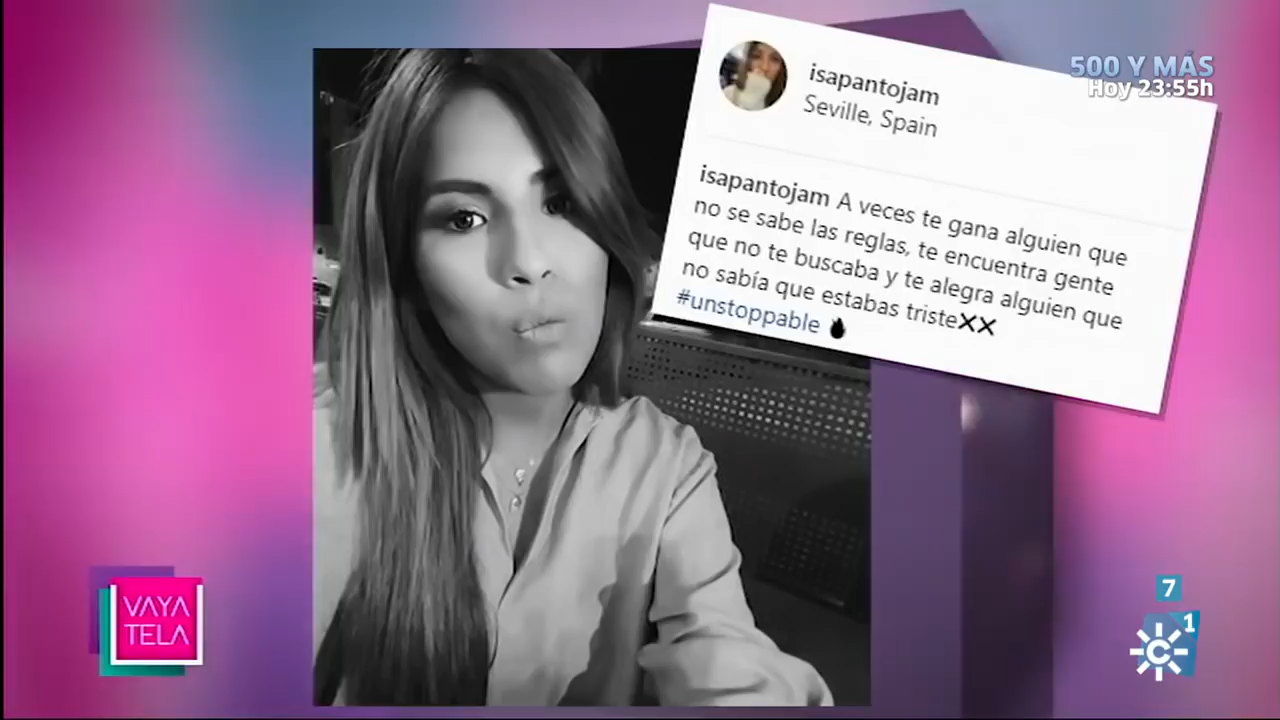 500 Y MÁS
Hoy 23:55h
isapantojam
Seville, Spain
isapantojam A veces te gana alguien que
no se sabe las reglas, te encuentra gente
que no te buscaba y te alegra alguien que
no sabía que estabas triste❌❌
#unstoppable
VAYA
TELA
7
1
C